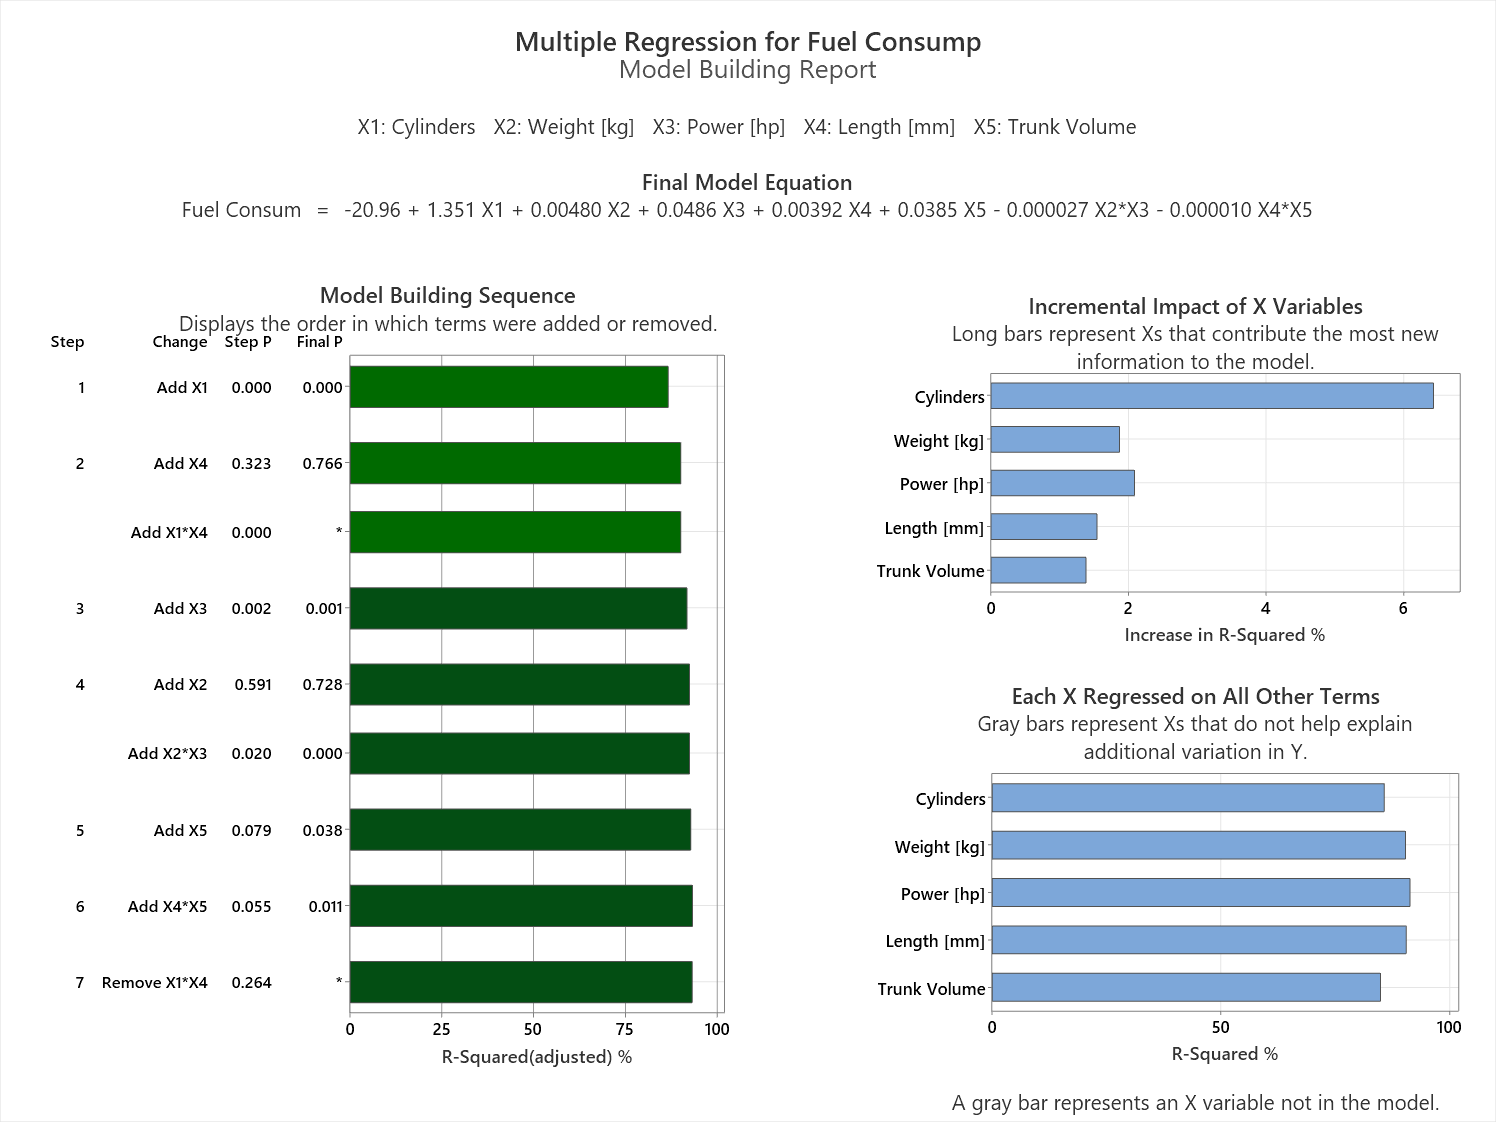 Multiple Regression for Fuel Consump
Model Building Report
X1: Cylinders X2: Weight [kg] X3: Power [hp] X4: Length [mm] X5: Trunk Volume
Final Model Equation
Fuel Consum = -20.96 + 1.351 X1 + 0.00480 X2 + 0.0486 X3 + 0.00392 X4 + 0.0385 X5 - 0.000027 X2*X3 - 0.000010 X4*X5
Model Building Sequence
Displays the order in which terms were added or removed.
Step Change Step P Final P
1 Add X1 0.000 0.000
2 Add X4 0.323 0.766
Add X1*X4 0.000 *
3 Add X3 0.002 0.001
4 Add X2 0.591 0.728
Add X2*X3 0.020 0.000
5 Add X5 0.079 0.038
6 Add X4*X5 0.055 0.011
7 Remove X1*X4 0.264 *
0 25 50 75 100
R-Squared(adjusted) %
Incremental Impact of X Variables
Long bars represent Xs that contribute the most new
information to the model.
Cylinders
Weight [kg]
Power [hp]
Length [mm]
Trunk Volume
0 2 4 6
Increase in R-Squared %
Each X Regressed on All Other Terms
Gray bars represent Xs that do not help explain
additional variation in Y.
Cylinders
Weight [kg]
Power [hp]
Length [mm]
Trunk Volume
0 50 100
R-Squared %
A gray bar represents an X variable not in the model.